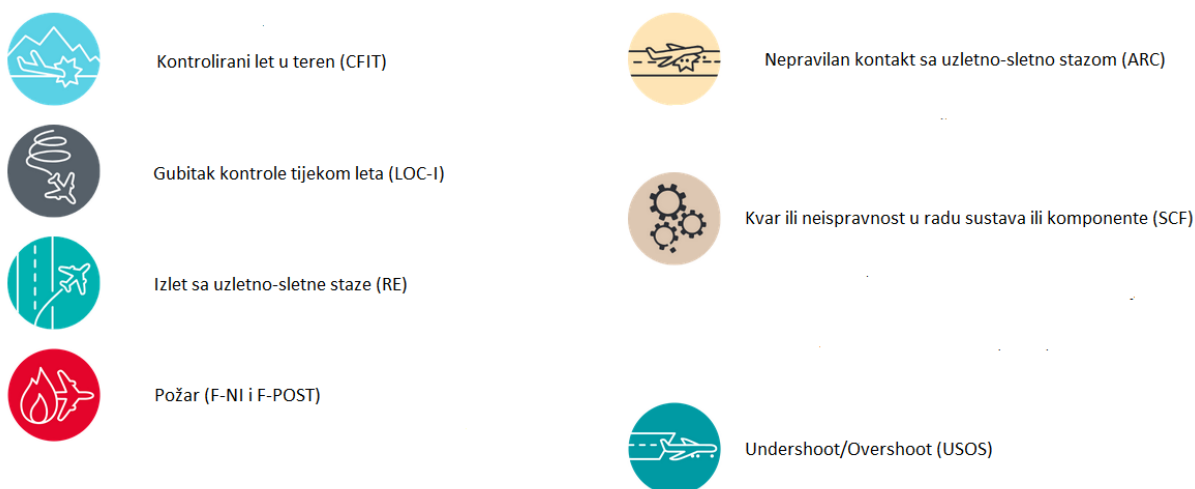 Kontrolirani let u teren (CFIT)
Gubitak kontrole tijekom leta (LOC-I)
Izlet sa uzletno-sletne staze (RE)
Požar (F-NI i F-POST)
Nepravilan kontakt sa uzletno-sletno stazom (ARC)
Kvar ili neispravnost u radu sustava ili komponente (SCF)
Undershoot/Overshoot (USOS)